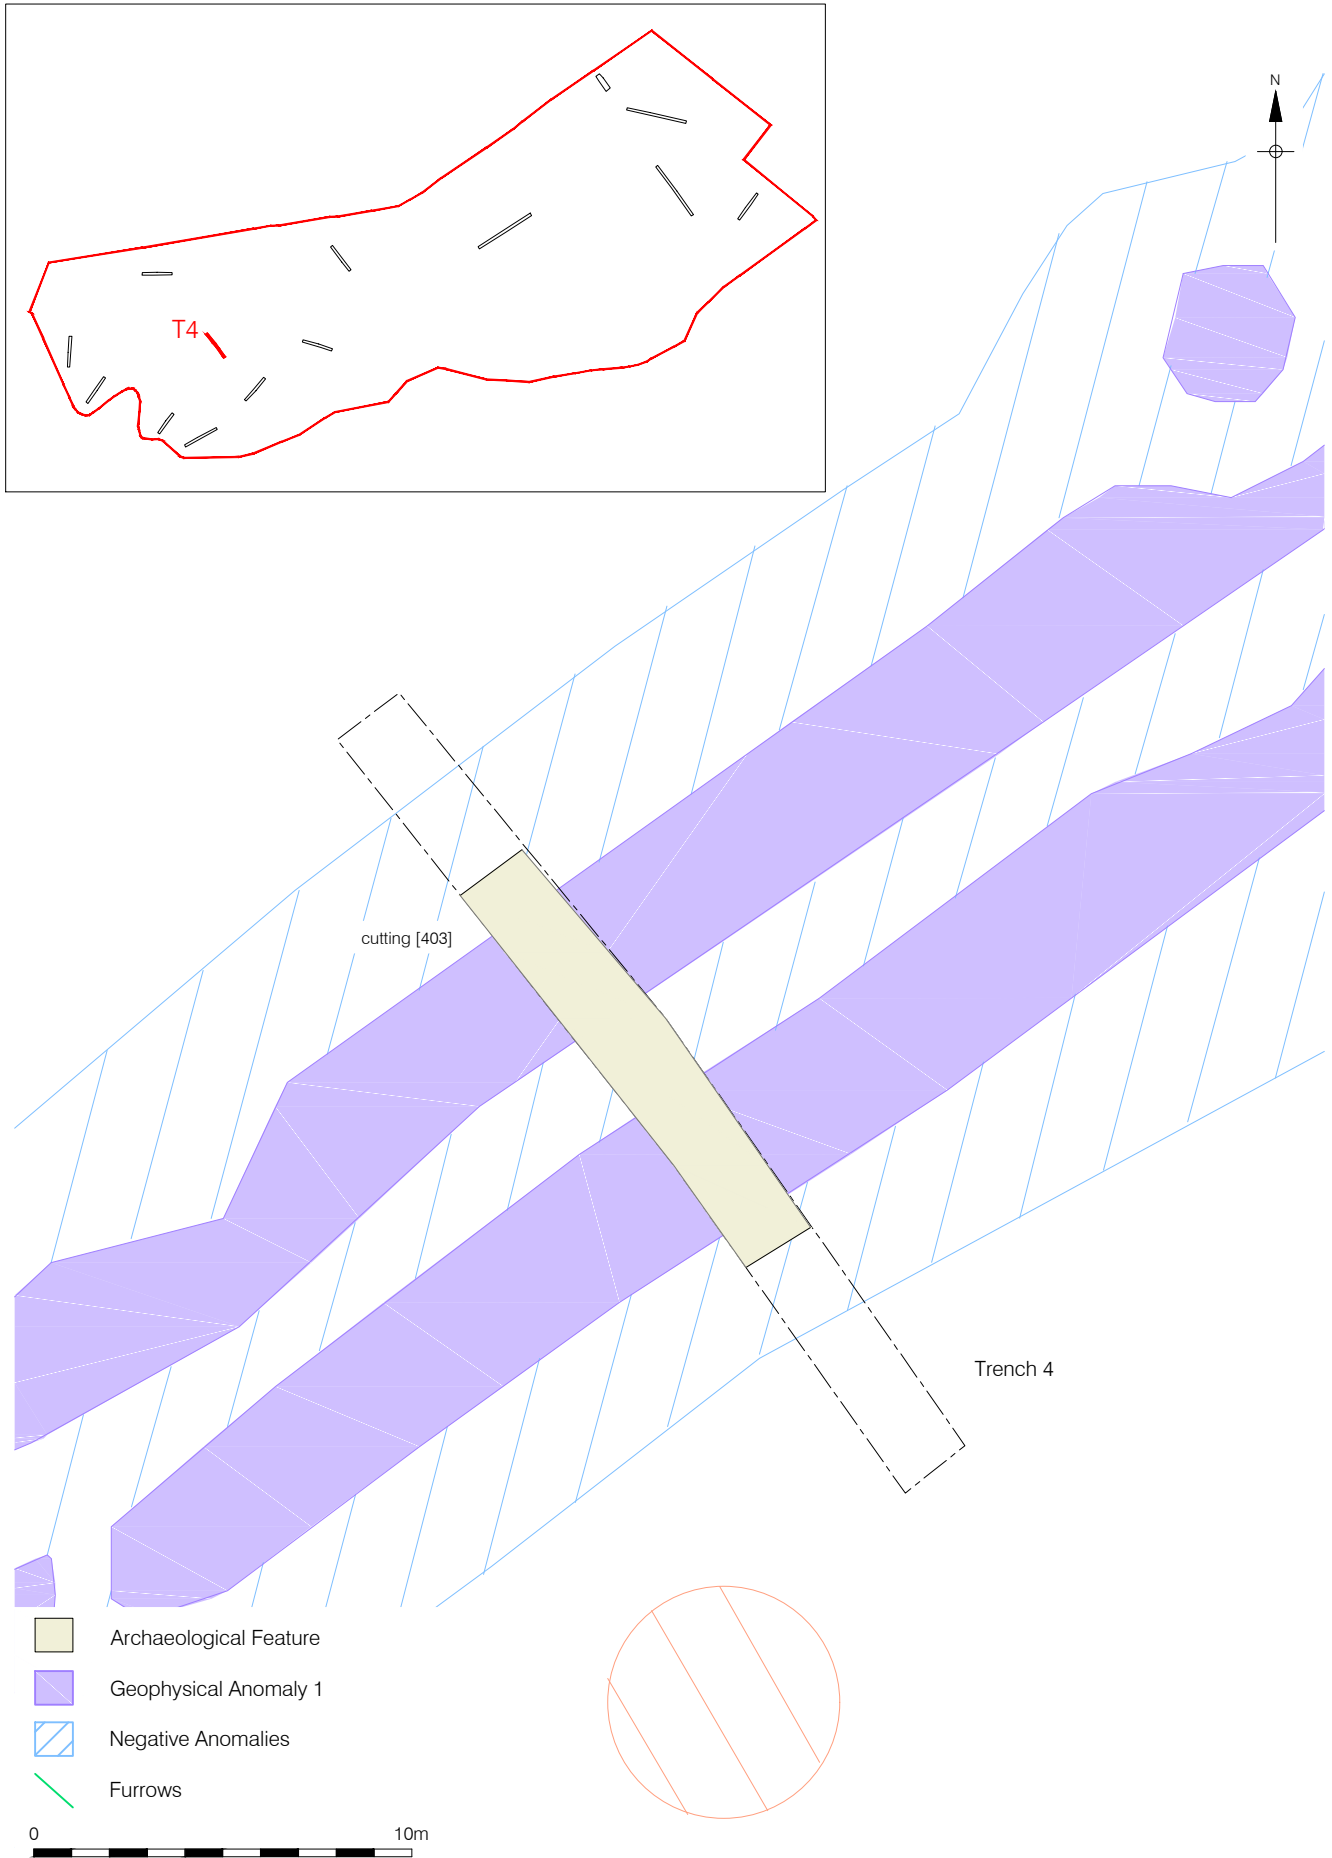 T4
N
cutting [403]
Trench 4
Archaeological Feature
Geophysical Anomaly 1
Negative Anomalies
Furrows
0 10m